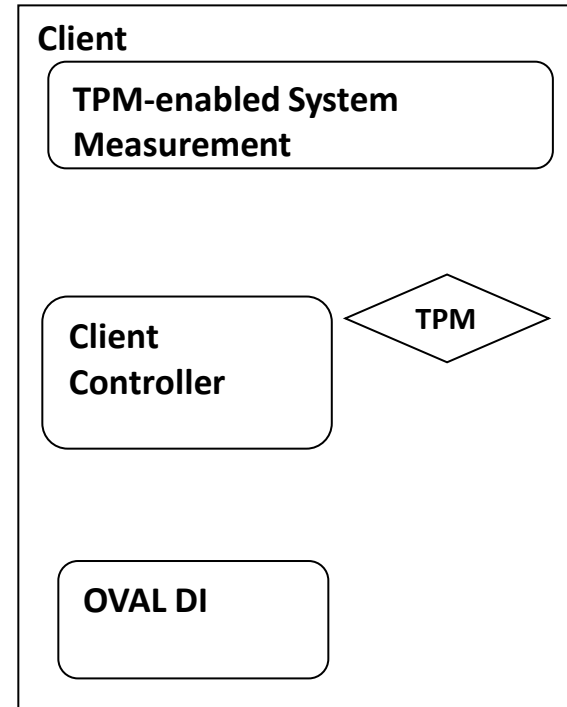 Client
TPM-enabled System
Measurement
TPM
Client
Controller
OVAL DI